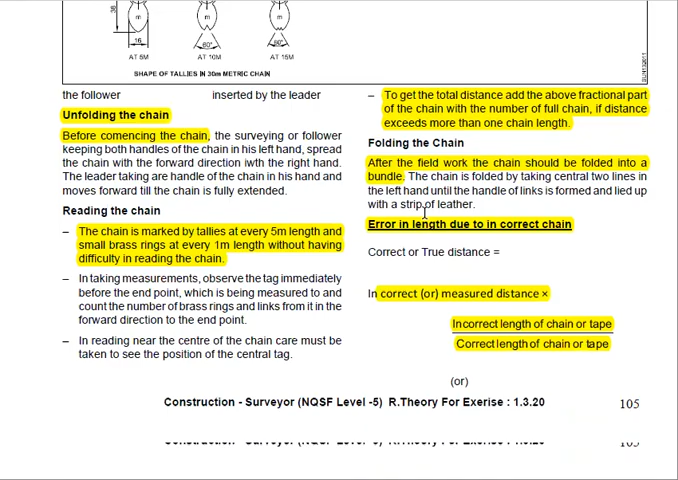 38
m
m
m
16
60°
AT 5M
AT 10M
AT 15M
SHAPE OF TALLIES IN 30m METRIC CHAIN
the follower inserted by the leader
Unfolding the chain
Before comencing the chain, the surveying or follower
keeping both handles of the chain in his left hand, spread
the chain with the forward direction iwth the right hand.
The leader taking are handle of the chain in his hand and
moves forward till the chain is fully extended.
Reading the chain
– The chain is marked by tallies at every 5m length and
small brass rings at every 1m length without having
difficulty in reading the chain.
– In taking measurements, observe the tag immediately
before the end point, which is being measured to and
count the number of brass rings and links from it in the
forward direction to the end point.
– In reading near the centre of the chain care must be
taken to see the position of the central tag.
– To get the total distance add the above fractional part
of the chain with the number of full chain, if distance
exceeds more than one chain length.
Folding the Chain
After the field work the chain should be folded into a
bundle. The chain is folded by taking central two lines in
the left hand until the handle of links is formed and lied up
with a strip of leather.
Error in length due to in correct chain
Correct or True distance =
In correct (or) measured distance ×
Incorrect length of chain or tape
Correct length of chain or tape
(or)
Construction - Surveyor (NQSF Level -5) R.Theory For Exerise : 1.3.20 105